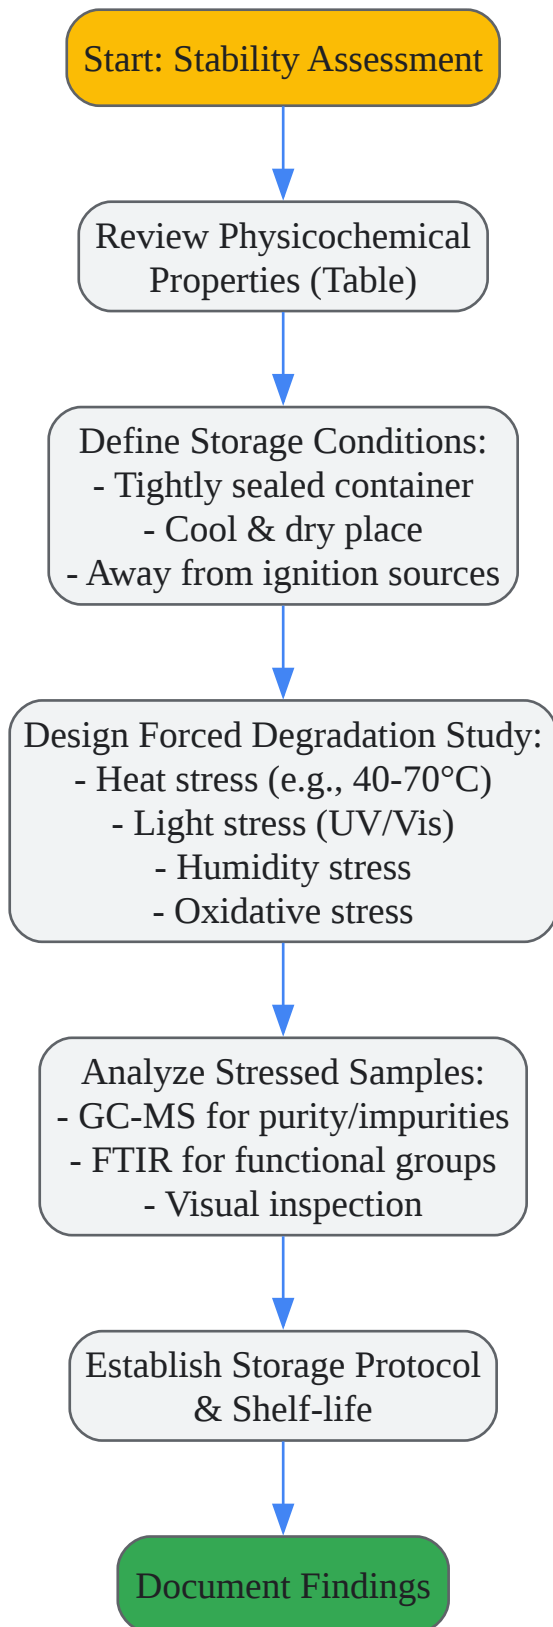 Start: Stability Assessment
Review Physicochemical
Properties (Table)
Define Storage Conditions:
- Tightly sealed container
- Cool & dry place
- Away from ignition sources
Design Forced Degradation Study:
- Heat stress (e.g., 40-70°C)
- Light stress (UV/Vis)
- Humidity stress
- Oxidative stress
Analyze Stressed Samples:
- GC-MS for purity/impurities
- FTIR for functional groups
- Visual inspection
Establish Storage Protocol
& Shelf-life
Document Findings